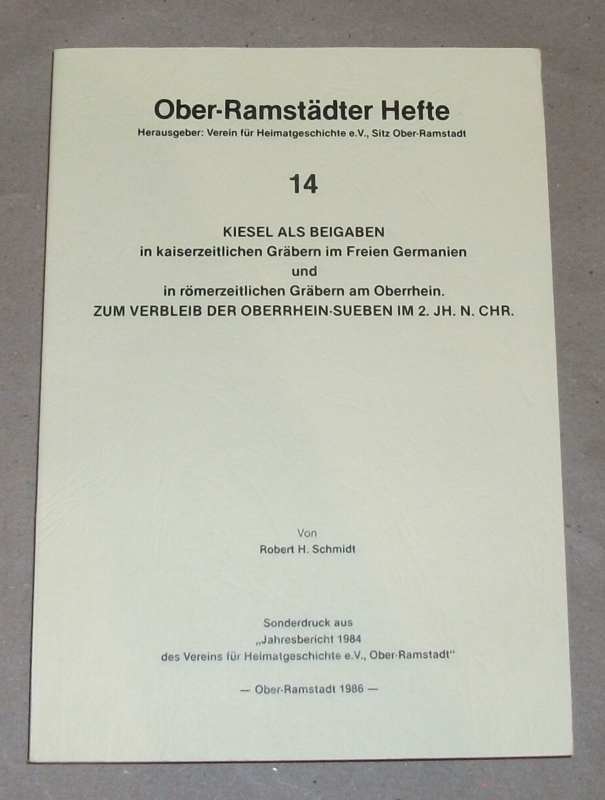 Ober-Ramstädter Hefte
Herausgeber: Verein für Heimatgeschichte e.V., Sitz Ober-Ramstadt
14
KIESEL ALS BEIGABEN
in kaiserzeitlichen Gräbern im Freien Germanien
und
in römerzeitlichen Gräbern am Oberrhein.
ZUM VERBLEIB DER OBERRHEIN-SUEBEN IM 2. JH. N. CHR.
Von
Robert H. Schmidt
Sonderdruck aus
„Jahresbericht 1984
des Vereins für Heimatgeschichte e.V., Ober-Ramstadt"
— Ober-Ramstadt 1986 —